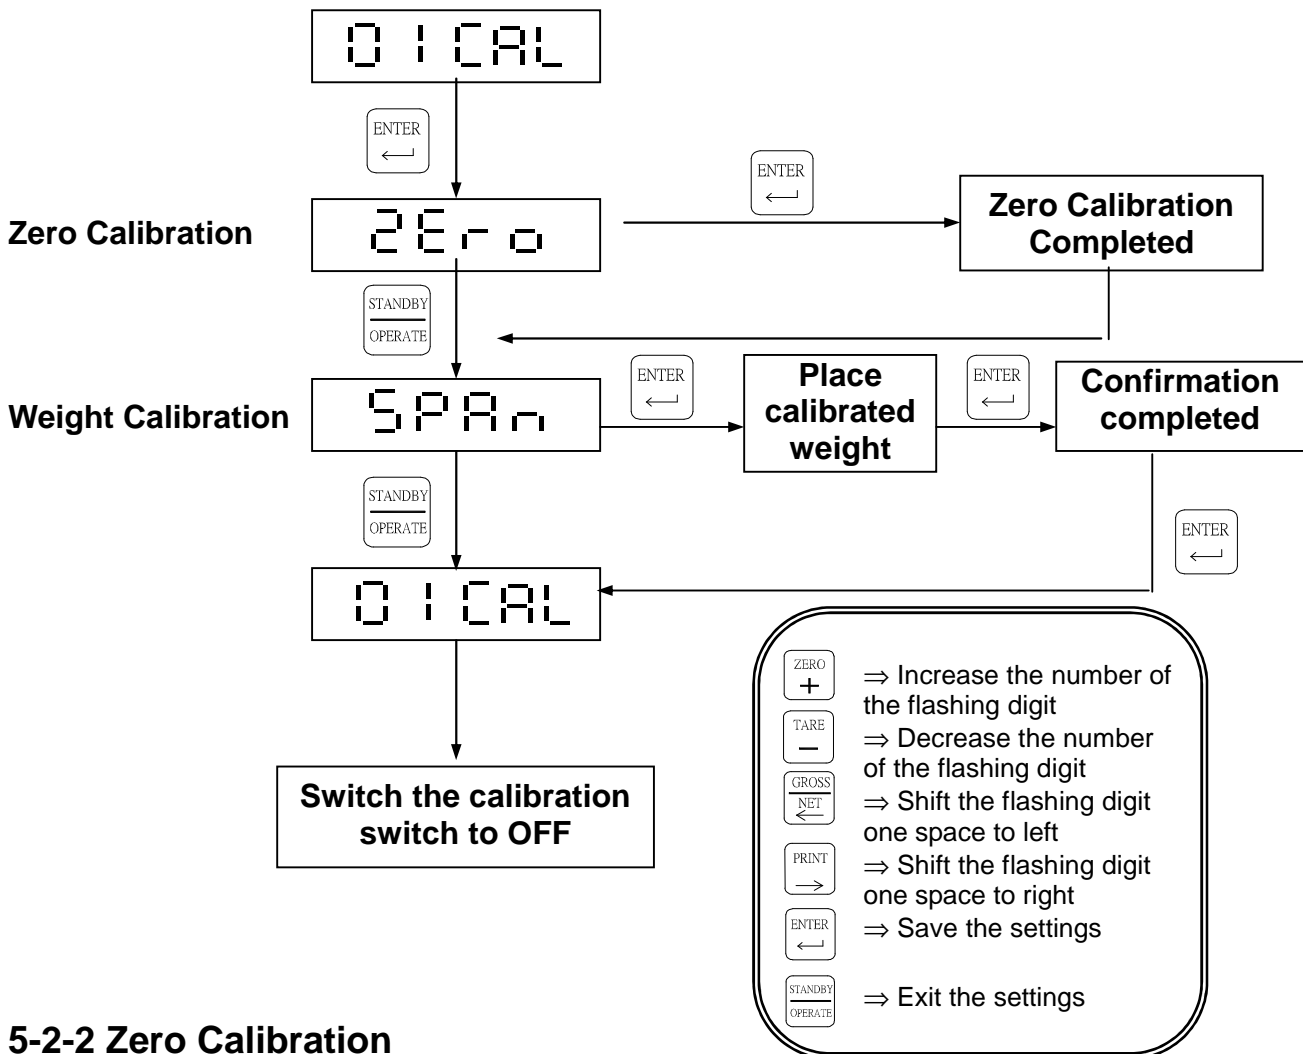 01CAL
ENTER
ENTER
Zero Calibration
2Ero
Zero Calibration
Completed
STANDBY
OPERATE
Weight Calibration
SPAn
ENTER
Place
calibrated
weight
ENTER
Confirmation
completed
STANDBY
OPERATE
ENTER
01CAL
Switch the calibration
switch to OFF
ZERO
+
⇒ Increase the number of
the flashing digit
TARE
−
⇒ Decrease the number
of the flashing digit
GROSS
NET
←
⇒ Shift the flashing digit
one space to left
PRINT
→
⇒ Shift the flashing digit
one space to right
ENTER
⇒ Save the settings
STANDBY
OPERATE
⇒ Exit the settings
5-2-2 Zero Calibration